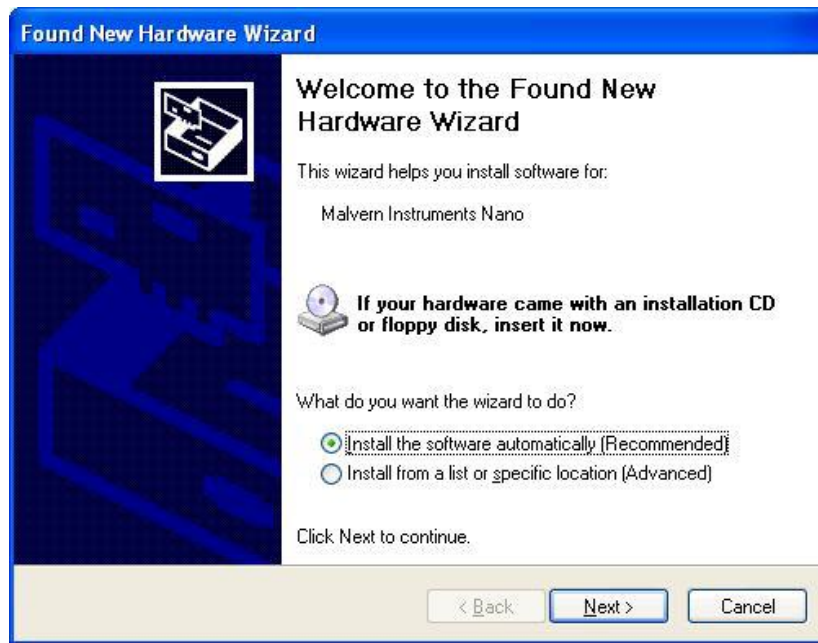 Found New Hardware Wizard
Welcome to the Found New
Hardware Wizard
This wizard helps you install software for:
Malvern Instruments Nano
If your hardware came with an installation CD
or floppy disk, insert it now.
What do you want the wizard to do?
Install the software automatically (Recommended)
Install from a list or specific location (Advanced)
Click Next to continue.
< Back
Next >
Cancel